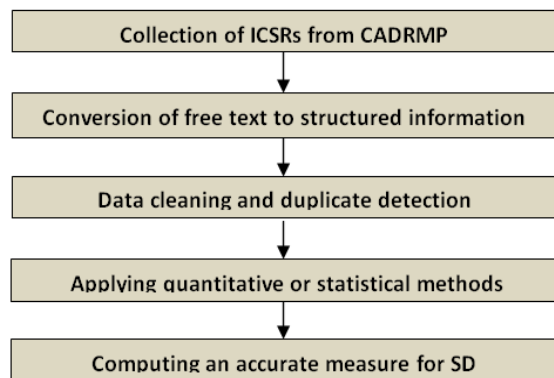 Collection of ICSRs from CADRMP
Conversion of free text to structured information
Data cleaning and duplicate detection
Applying quantitative or statistical methods
Computing an accurate measure for SD